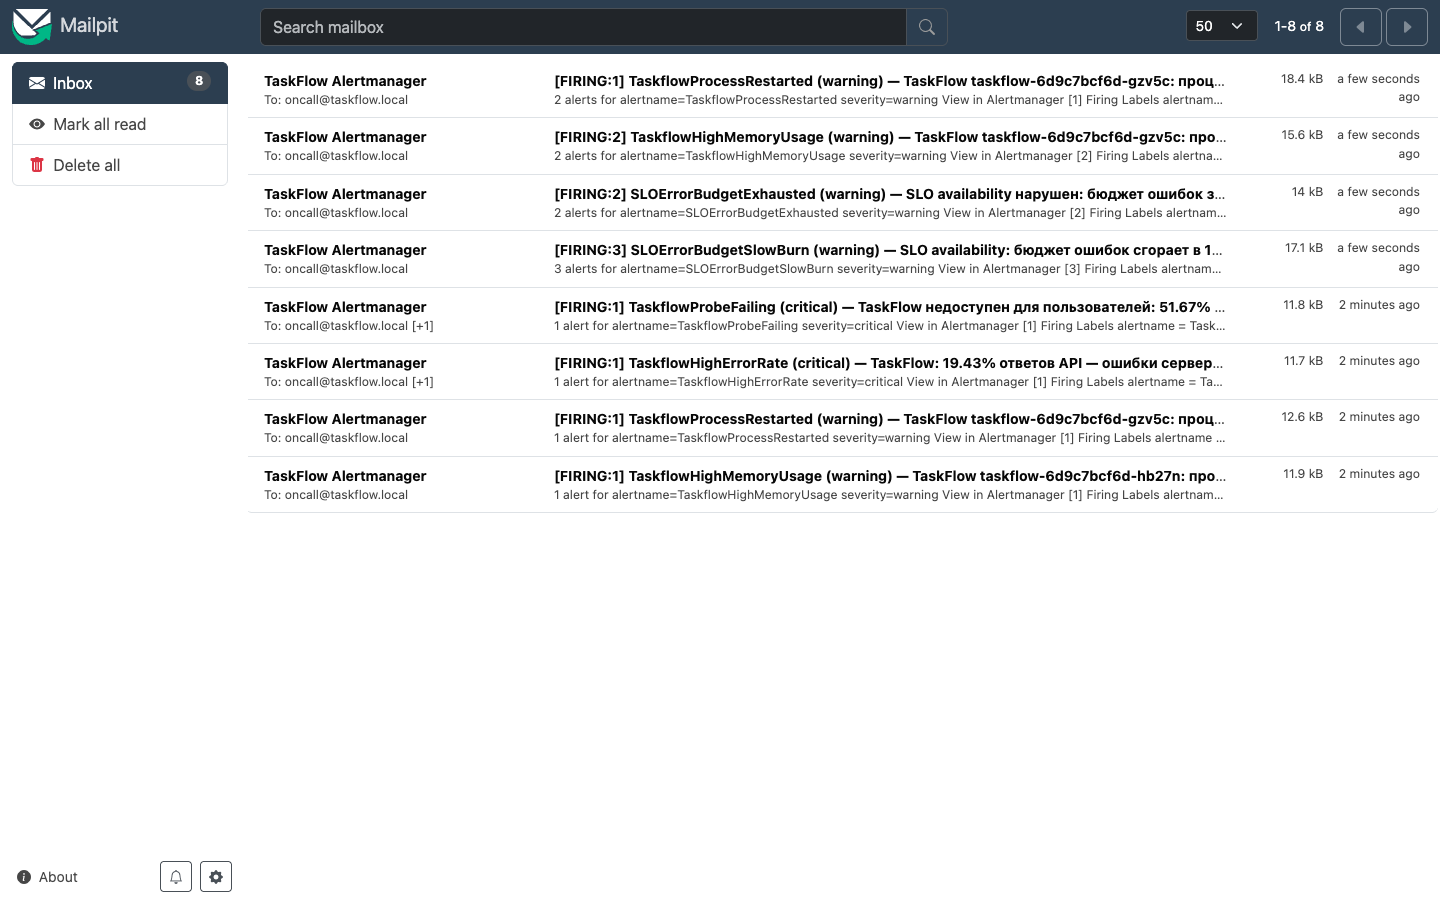 Mailpit
Search mailbox
50
1-8 of 8
Inbox 8
Mark all read
Delete all
TaskFlow Alertmanager [FIRING:1] TaskflowProcessRestarted (warning) — TaskFlow taskflow-6d9c7bcf6d-gzv5c: проц... 18.4 kB a few seconds ago
To: oncall@taskflow.local 2 alerts for alertname=TaskflowProcessRestarted severity=warning View in Alertmanager [1] Firing Labels alertnam...
TaskFlow Alertmanager [FIRING:2] TaskflowHighMemoryUsage (warning) — TaskFlow taskflow-6d9c7bcf6d-gzv5c: про... 15.6 kB a few seconds ago
To: oncall@taskflow.local 2 alerts for alertname=TaskflowHighMemoryUsage severity=warning View in Alertmanager [2] Firing Labels alertna...
TaskFlow Alertmanager [FIRING:2] SLOErrorBudgetExhausted (warning) — SLO availability нарушен: бюджет ошибок з... 14 kB a few seconds ago
To: oncall@taskflow.local 2 alerts for alertname=SLOErrorBudgetExhausted severity=warning View in Alertmanager [2] Firing Labels alertnam...
TaskFlow Alertmanager [FIRING:3] SLOErrorBudgetSlowBurn (warning) — SLO availability: бюджет ошибок сгорает в 1... 17.1 kB a few seconds ago
To: oncall@taskflow.local 3 alerts for alertname=SLOErrorBudgetSlowBurn severity=warning View in Alertmanager [3] Firing Labels alertnam...
TaskFlow Alertmanager [FIRING:1] TaskflowProbeFailing (critical) — TaskFlow недоступен для пользователей: 51.67% ... 11.8 kB 2 minutes ago
To: oncall@taskflow.local [+1] 1 alert for alertname=TaskflowProbeFailing severity=critical View in Alertmanager [1] Firing Labels alertname = Task...
TaskFlow Alertmanager [FIRING:1] TaskflowHighErrorRate (critical) — TaskFlow: 19.43% ответов API — ошибки сервер... 11.7 kB 2 minutes ago
To: oncall@taskflow.local [+1] 1 alert for alertname=TaskflowHighErrorRate severity=critical View in Alertmanager [1] Firing Labels alertname = Ta...
TaskFlow Alertmanager [FIRING:1] TaskflowProcessRestarted (warning) — TaskFlow taskflow-6d9c7bcf6d-gzv5c: проц... 12.6 kB 2 minutes ago
To: oncall@taskflow.local 1 alert for alertname=TaskflowProcessRestarted severity=warning View in Alertmanager [1] Firing Labels alertname ...
TaskFlow Alertmanager [FIRING:1] TaskflowHighMemoryUsage (warning) — TaskFlow taskflow-6d9c7bcf6d-hb27n: про... 11.9 kB 2 minutes ago
To: oncall@taskflow.local 1 alert for alertname=TaskflowHighMemoryUsage severity=warning View in Alertmanager [1] Firing Labels alertnam...
About